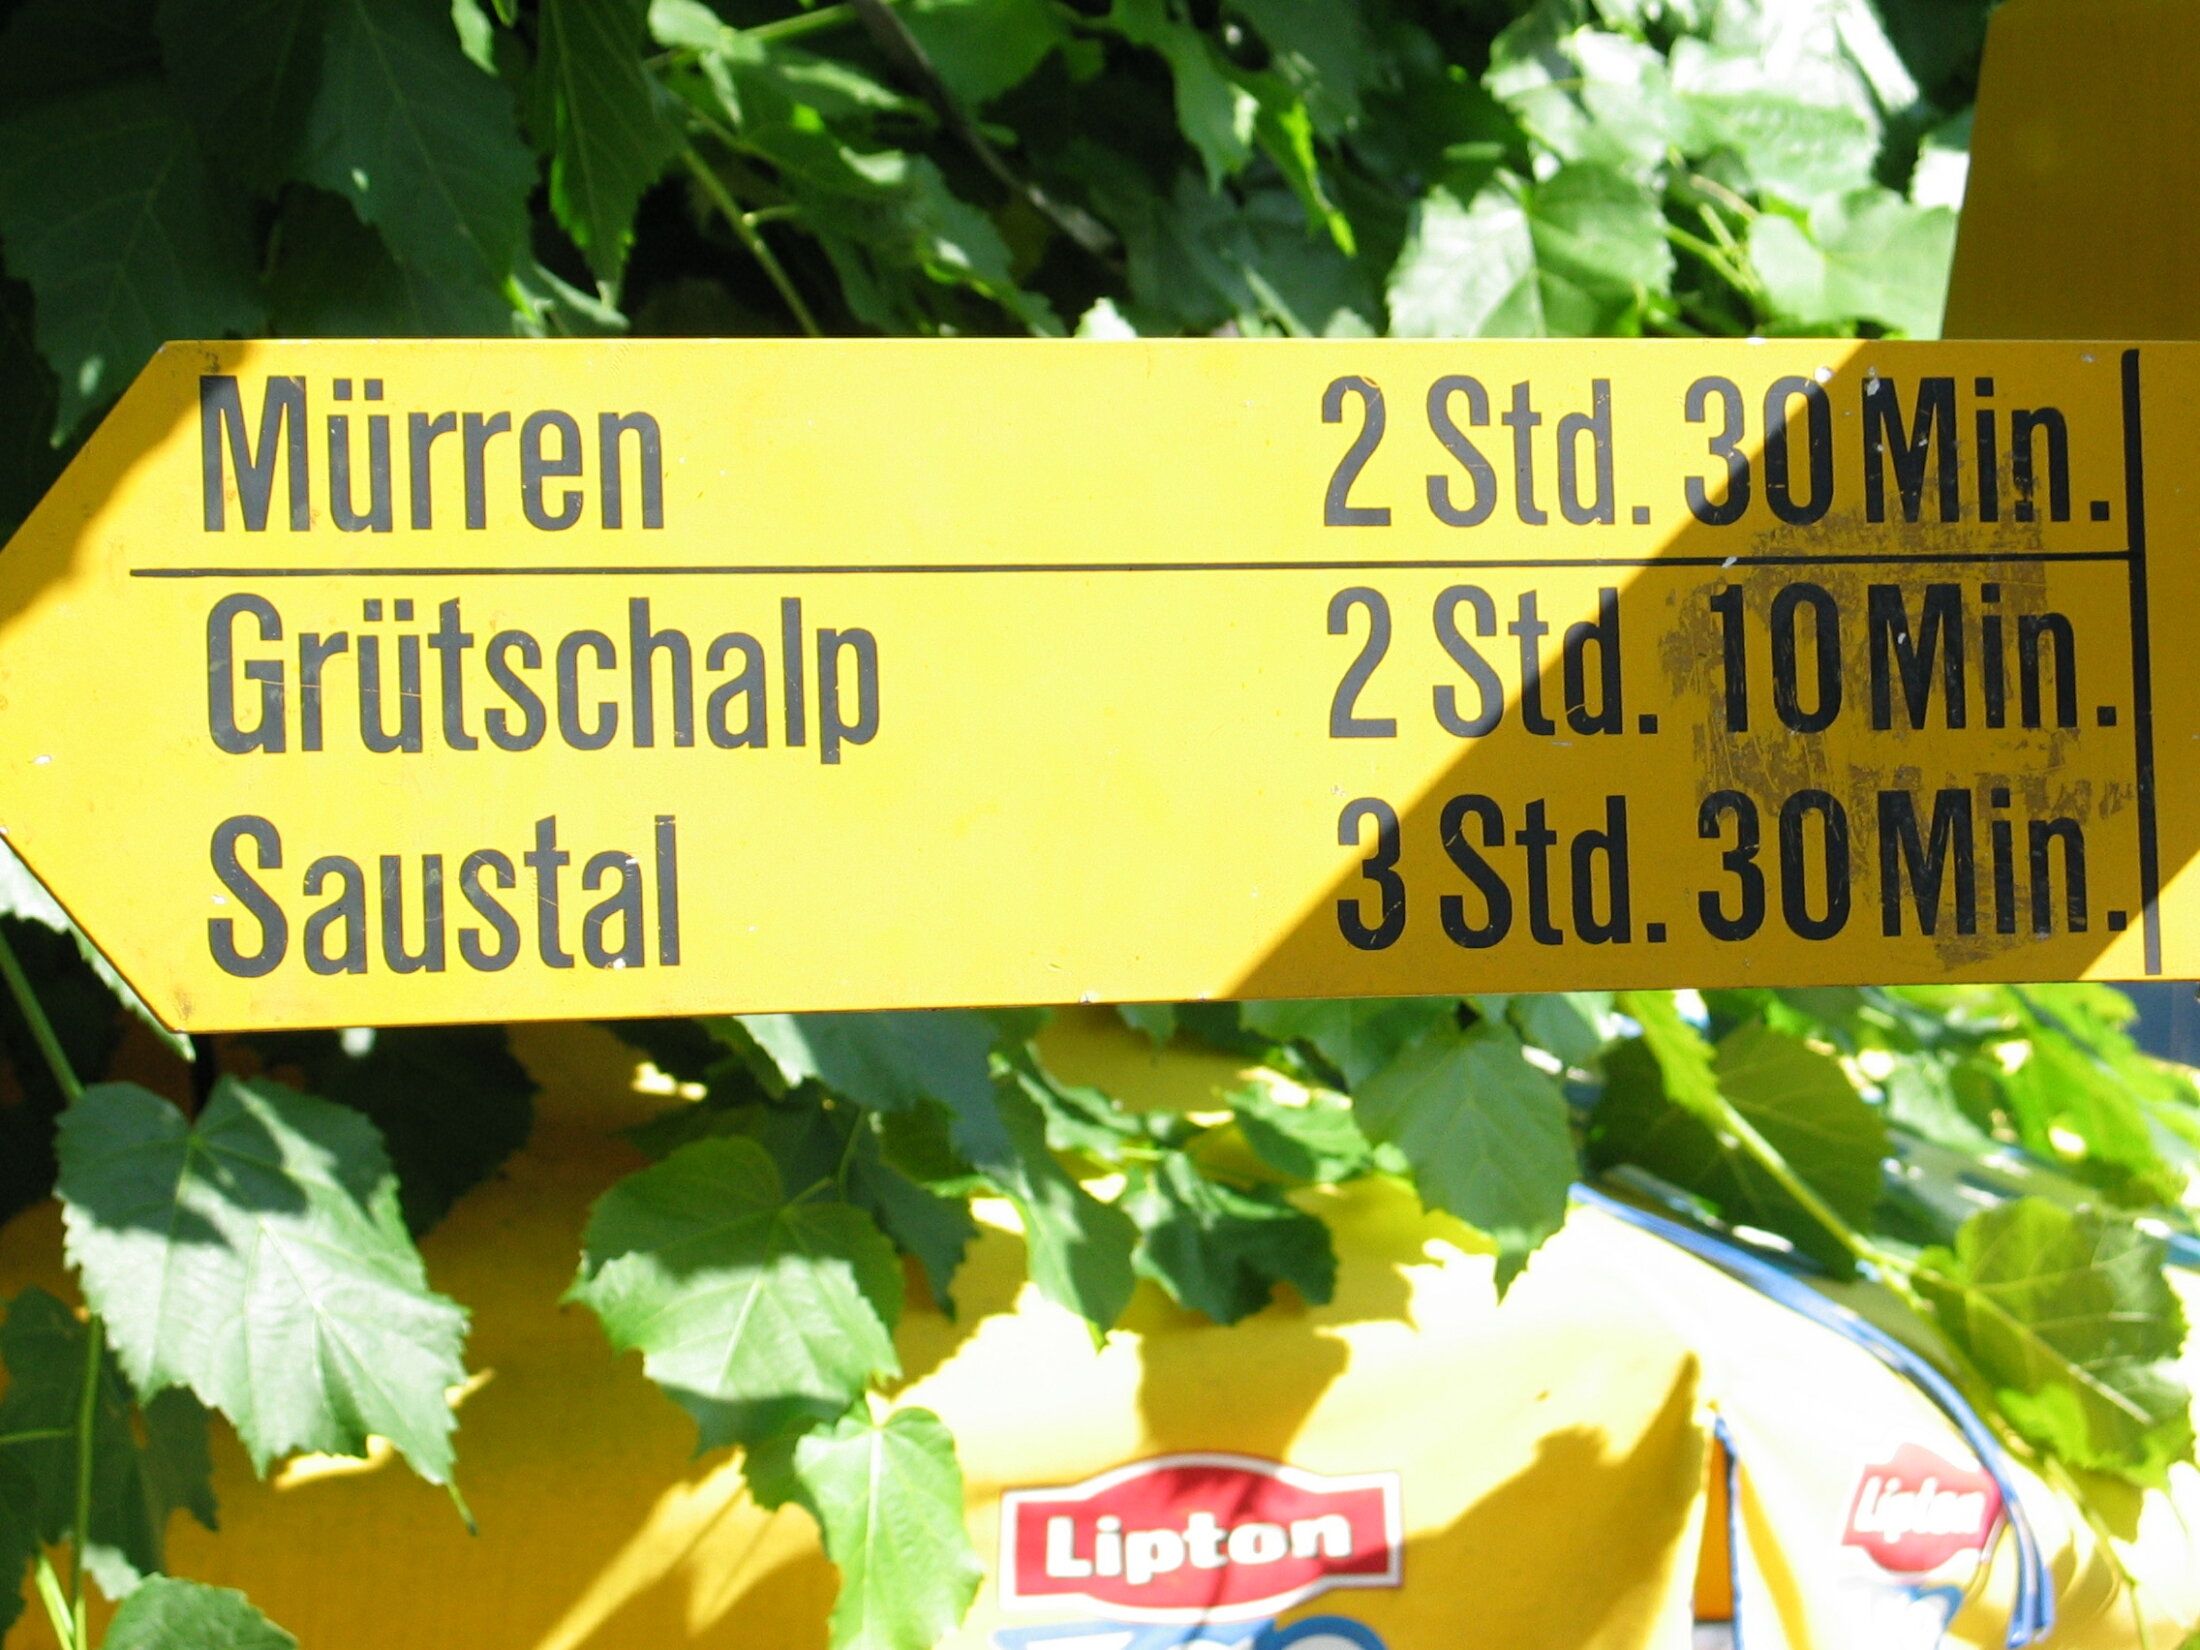 Mürren 2 Std. 30 Min.
Grütschalp 2 Std. 10 Min.
Saustal 3 Std. 30 Min.
Lipton
Lipton